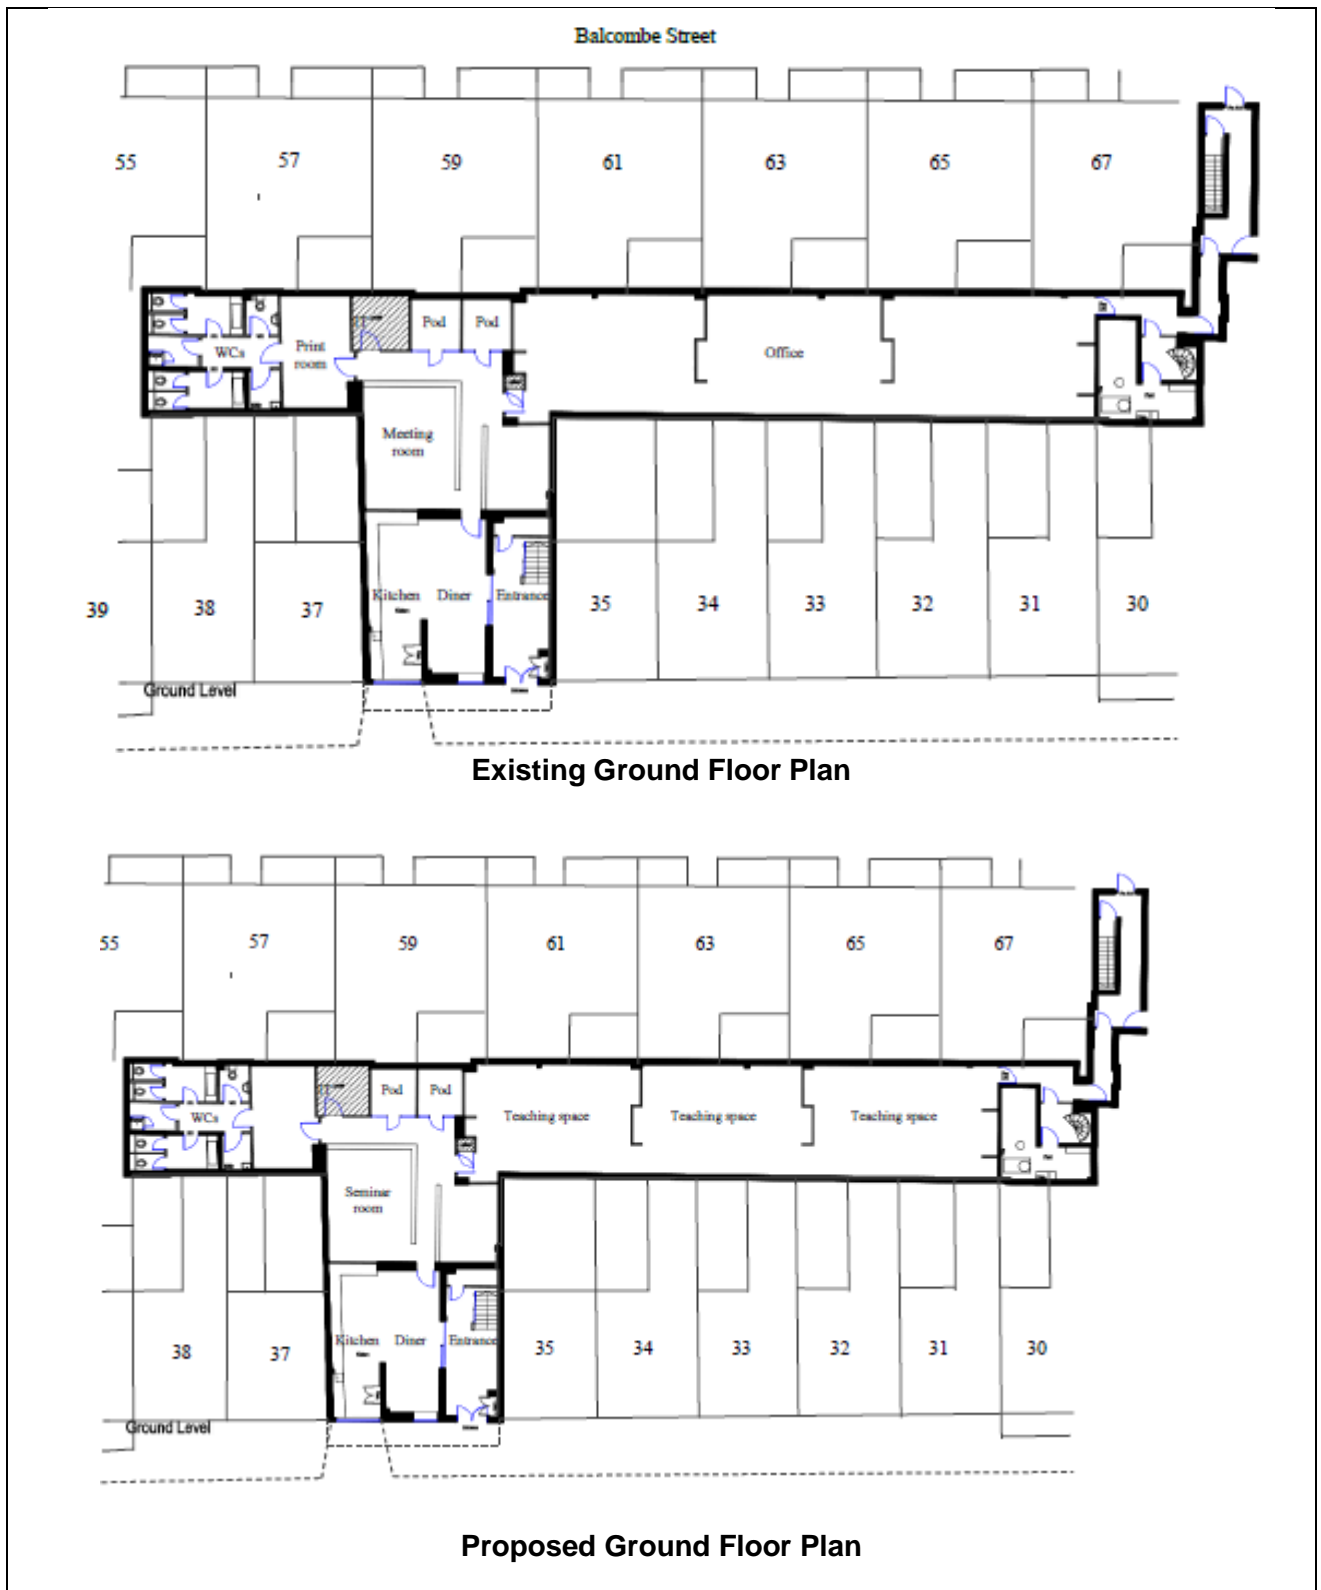 Balcombe Street
55 57 59 61 63 65 67
Pod Pod
WCs Print room Office
Meeting room
Kitchen Diner Entrance
39 38 37 35 34 33 32 31 30
Ground Level
Existing Ground Floor Plan
55 57 59 61 63 65 67
Pod Pod
WCs Teaching space Teaching space Teaching space
Seminar room
Kitchen Diner Entrance
38 37 35 34 33 32 31 30
Ground Level
Proposed Ground Floor Plan